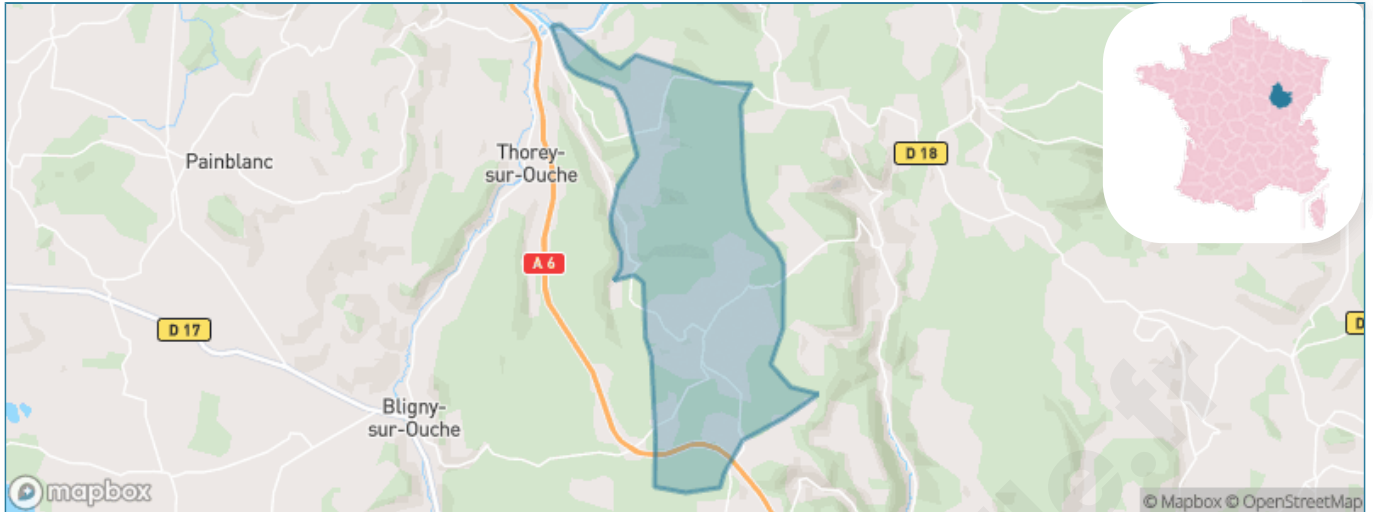 Painblanc
Thorey-
sur-Ouche
D 18
A 6
D 17
D
Bligny-
sur-Ouche
mapbox
© Mapbox © OpenStreetMap